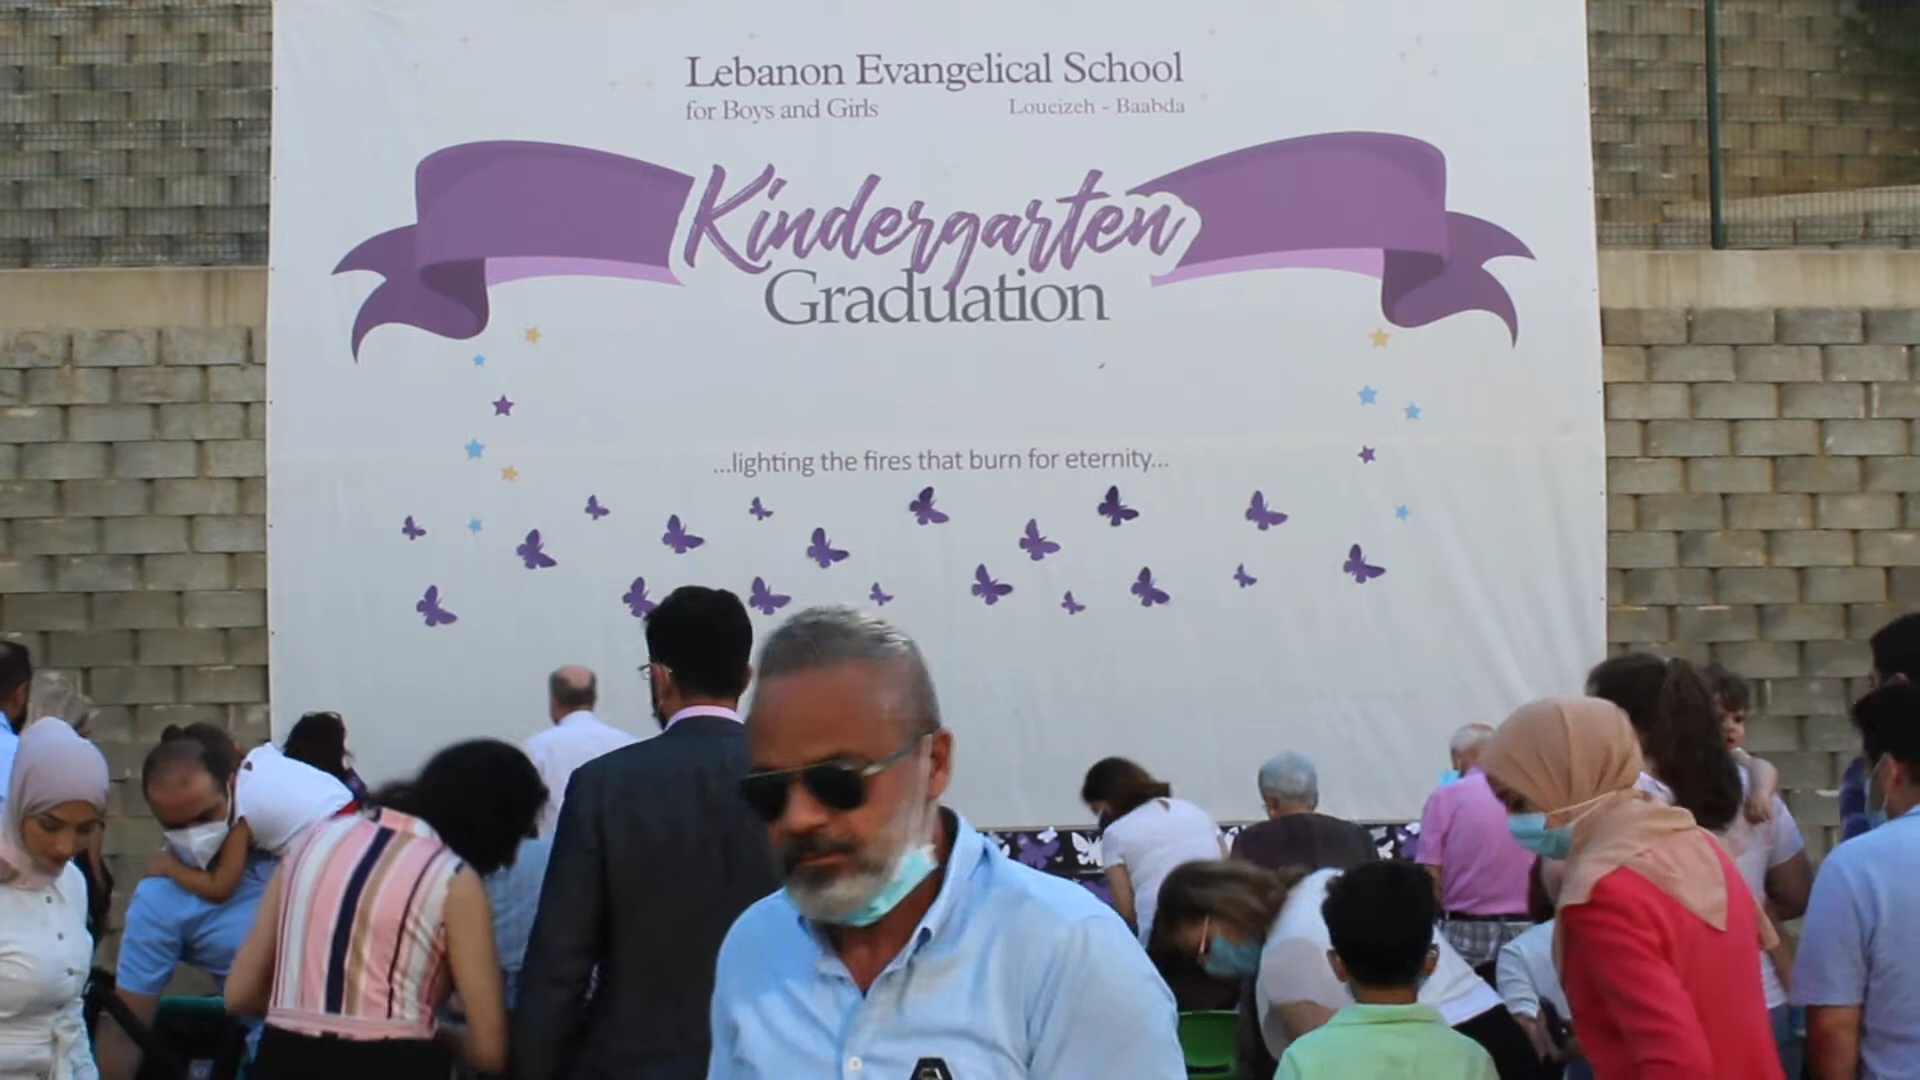 Lebanon Evangelical School
for Boys and Girls Loueizeh - Baabda
Kindergarten
Graduation
...lighting the fires that burn for eternity...